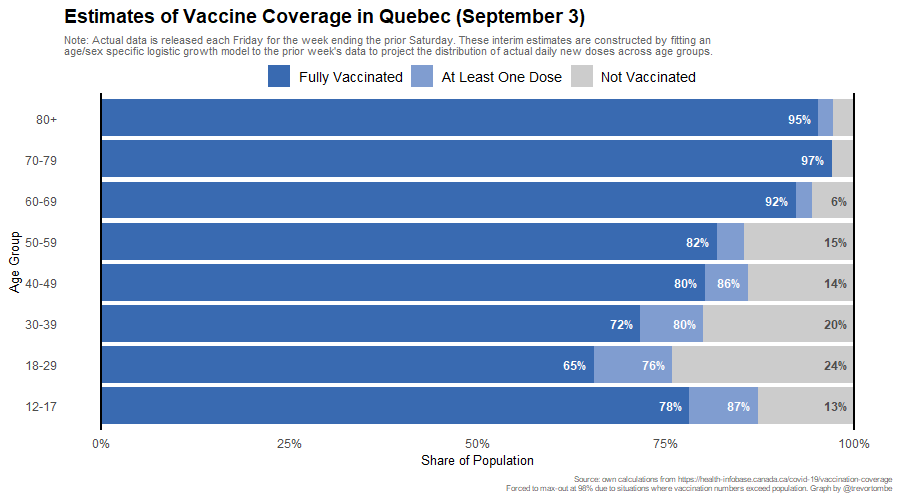 Estimates of Vaccine Coverage in Quebec (September 3)
Note: Actual data is released each Friday for the week ending the prior Saturday. These interim estimates are constructed by fitting an
age/sex specific logistic growth model to the prior week's data to project the distribution of actual daily new doses across age groups.
Fully Vaccinated At Least One Dose Not Vaccinated
80+ 95%
70-79 97%
60-69 92% 6%
50-59 82% 15%
40-49 80% 86% 14%
30-39 72% 80% 20%
18-29 65% 76% 24%
12-17 78% 87% 13%
Age Group
0% 25% 50% 75% 100%
Share of Population
Source: own calculations from https://health-infobase.canada.ca/covid-19/vaccination-coverage
Forced to max-out at 98% due to situations where vaccination numbers exceed population. Graph by @trevortombe